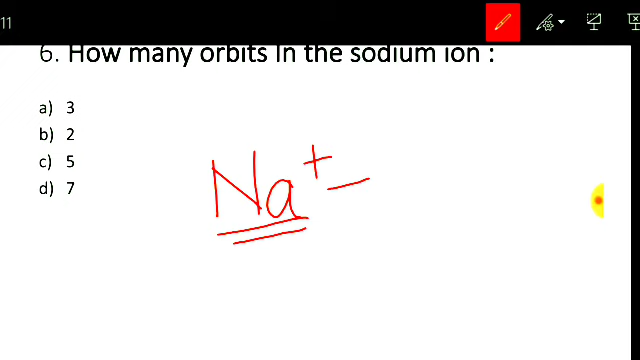 11
6. How many orbits In the sodium ion :
a) 3
b) 2
c) 5
d) 7
Na+ —